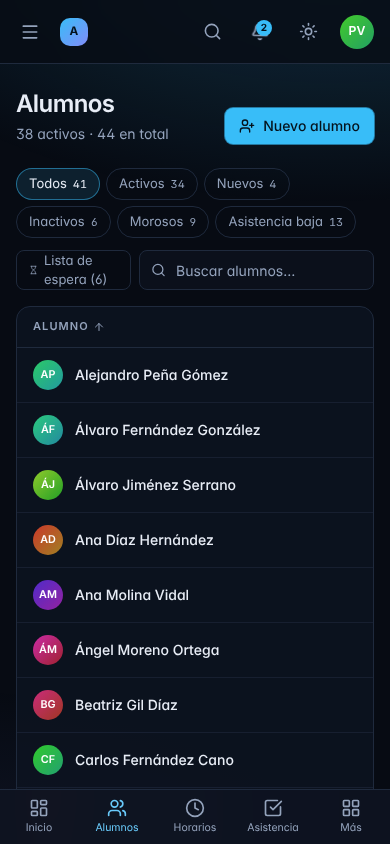 A
2
PV
Alumnos
38 activos · 44 en total
Nuevo alumno
Todos 41
Activos 34
Nuevos 4
Inactivos 6
Morosos 9
Asistencia baja 13
Lista de
espera (6)
Buscar alumnos...
ALUMNO ↑
AP Alejandro Peña Gómez
ÁF Álvaro Fernández González
ÁJ Álvaro Jiménez Serrano
AD Ana Díaz Hernández
AM Ana Molina Vidal
ÁM Ángel Moreno Ortega
BG Beatriz Gil Díaz
CF Carlos Fernández Cano
Inicio
Alumnos
Horarios
Asistencia
Más